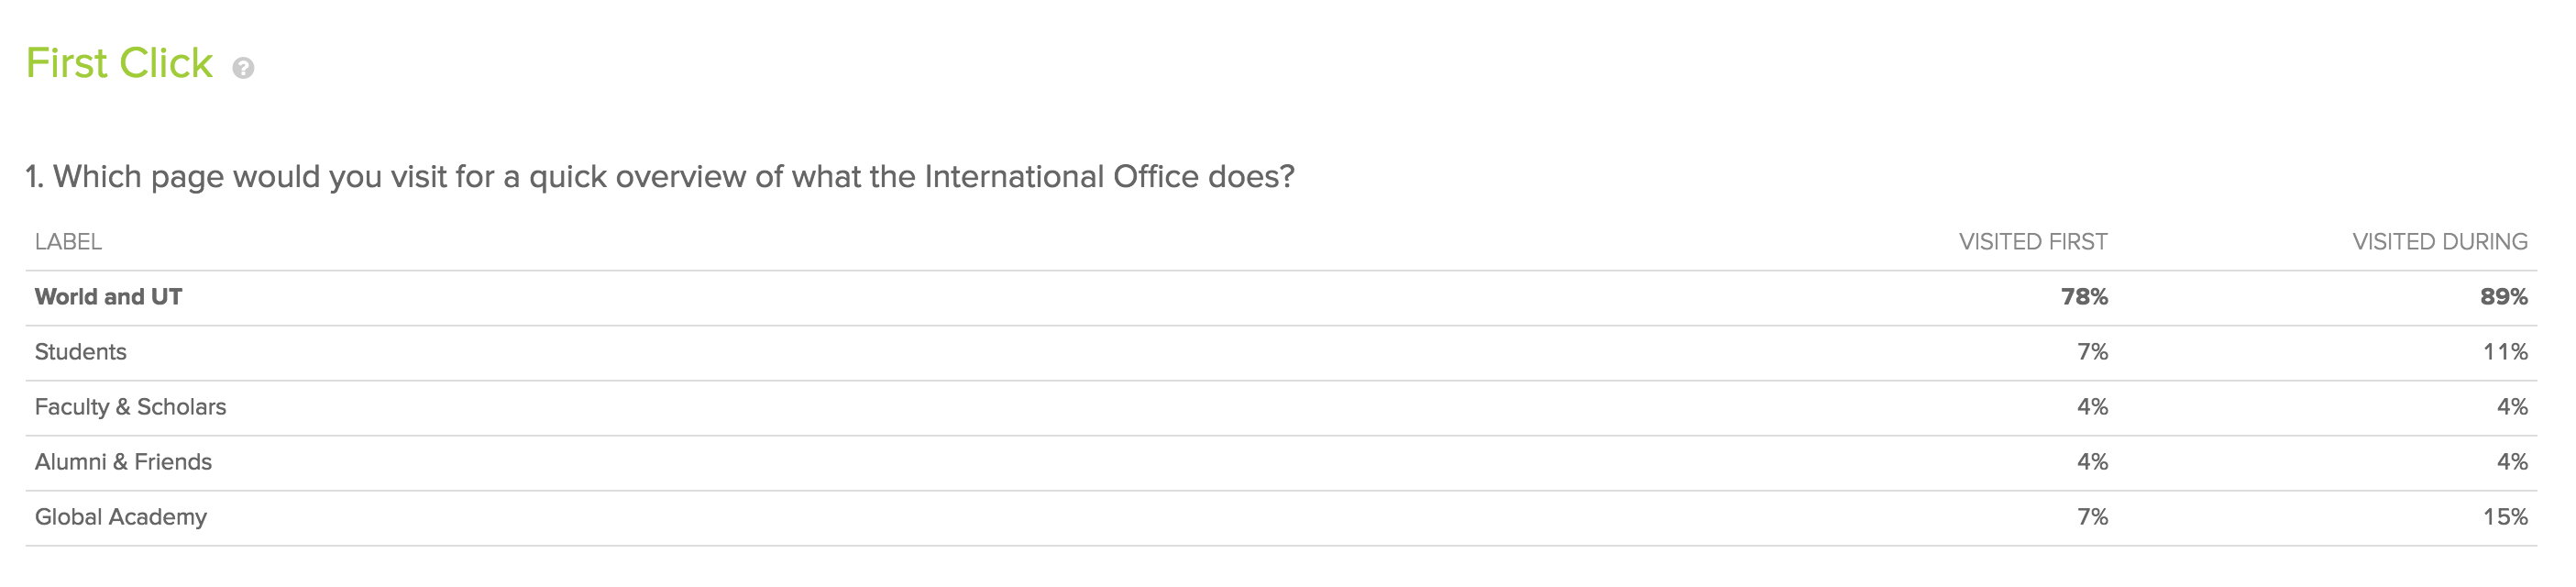 First Click ?
1. Which page would you visit for a quick overview of what the International Office does?
LABEL VISITED FIRST VISITED DURING
World and UT 78% 89%
Students 7% 11%
Faculty & Scholars 4% 4%
Alumni & Friends 4% 4%
Global Academy 7% 15%